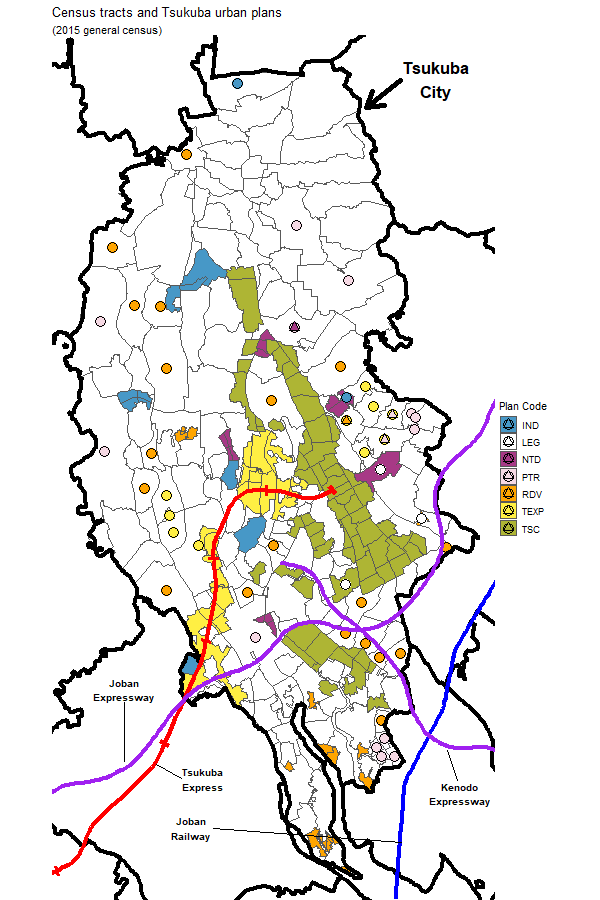 Census tracts and Tsukuba urban plans
(2015 general census)
Tsukuba
City
Plan Code
IND
LEG
NTD
PTR
RDV
TEXP
TSC
Joban
Expressway
Tsukuba
Express
Kenodo
Expressway
Joban
Railway